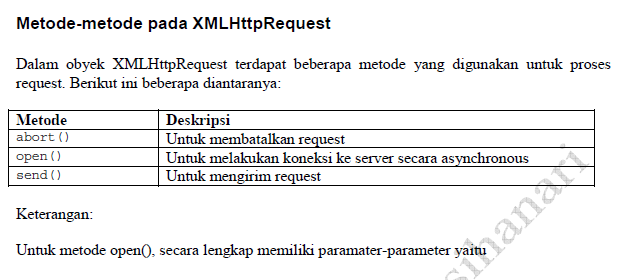 Metode-metode pada XMLHttpRequest
Dalam obyek XMLHttpRequest terdapat beberapa metode yang digunakan untuk proses
request. Berikut ini beberapa diantaranya:
Metode Deskripsi
abort() Untuk membatalkan request
open() Untuk melakukan koneksi ke server secara asynchronous
send() Untuk mengirim request
Keterangan:
Untuk metode open(), secara lengkap memiliki paramater-parameter yaitu
sihanari